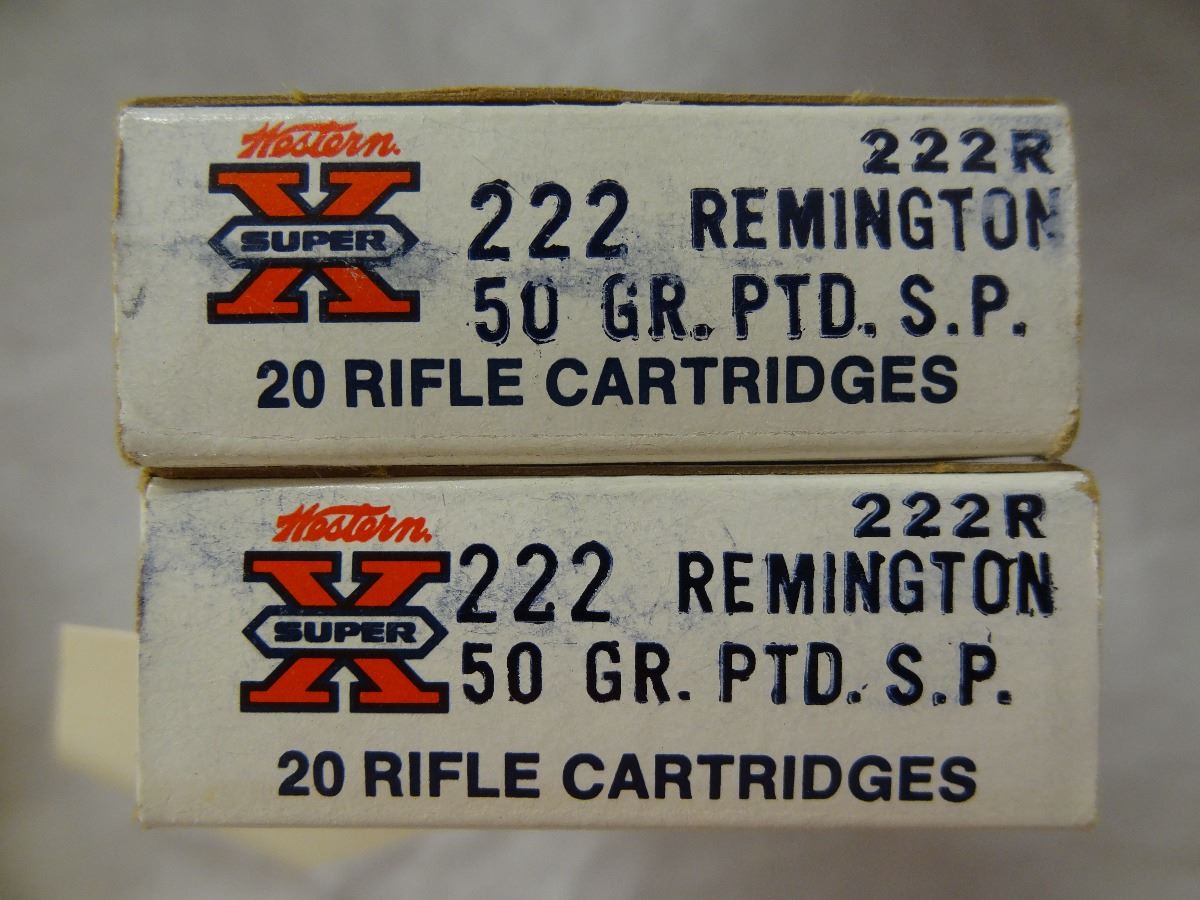 Western
222R
X
SUPER
222 REMINGTON
50 GR. PTD. S.P.
20 RIFLE CARTRIDGES
Western
222R
X
SUPER
222 REMINGTON
50 GR. PTD. S.P.
20 RIFLE CARTRIDGES